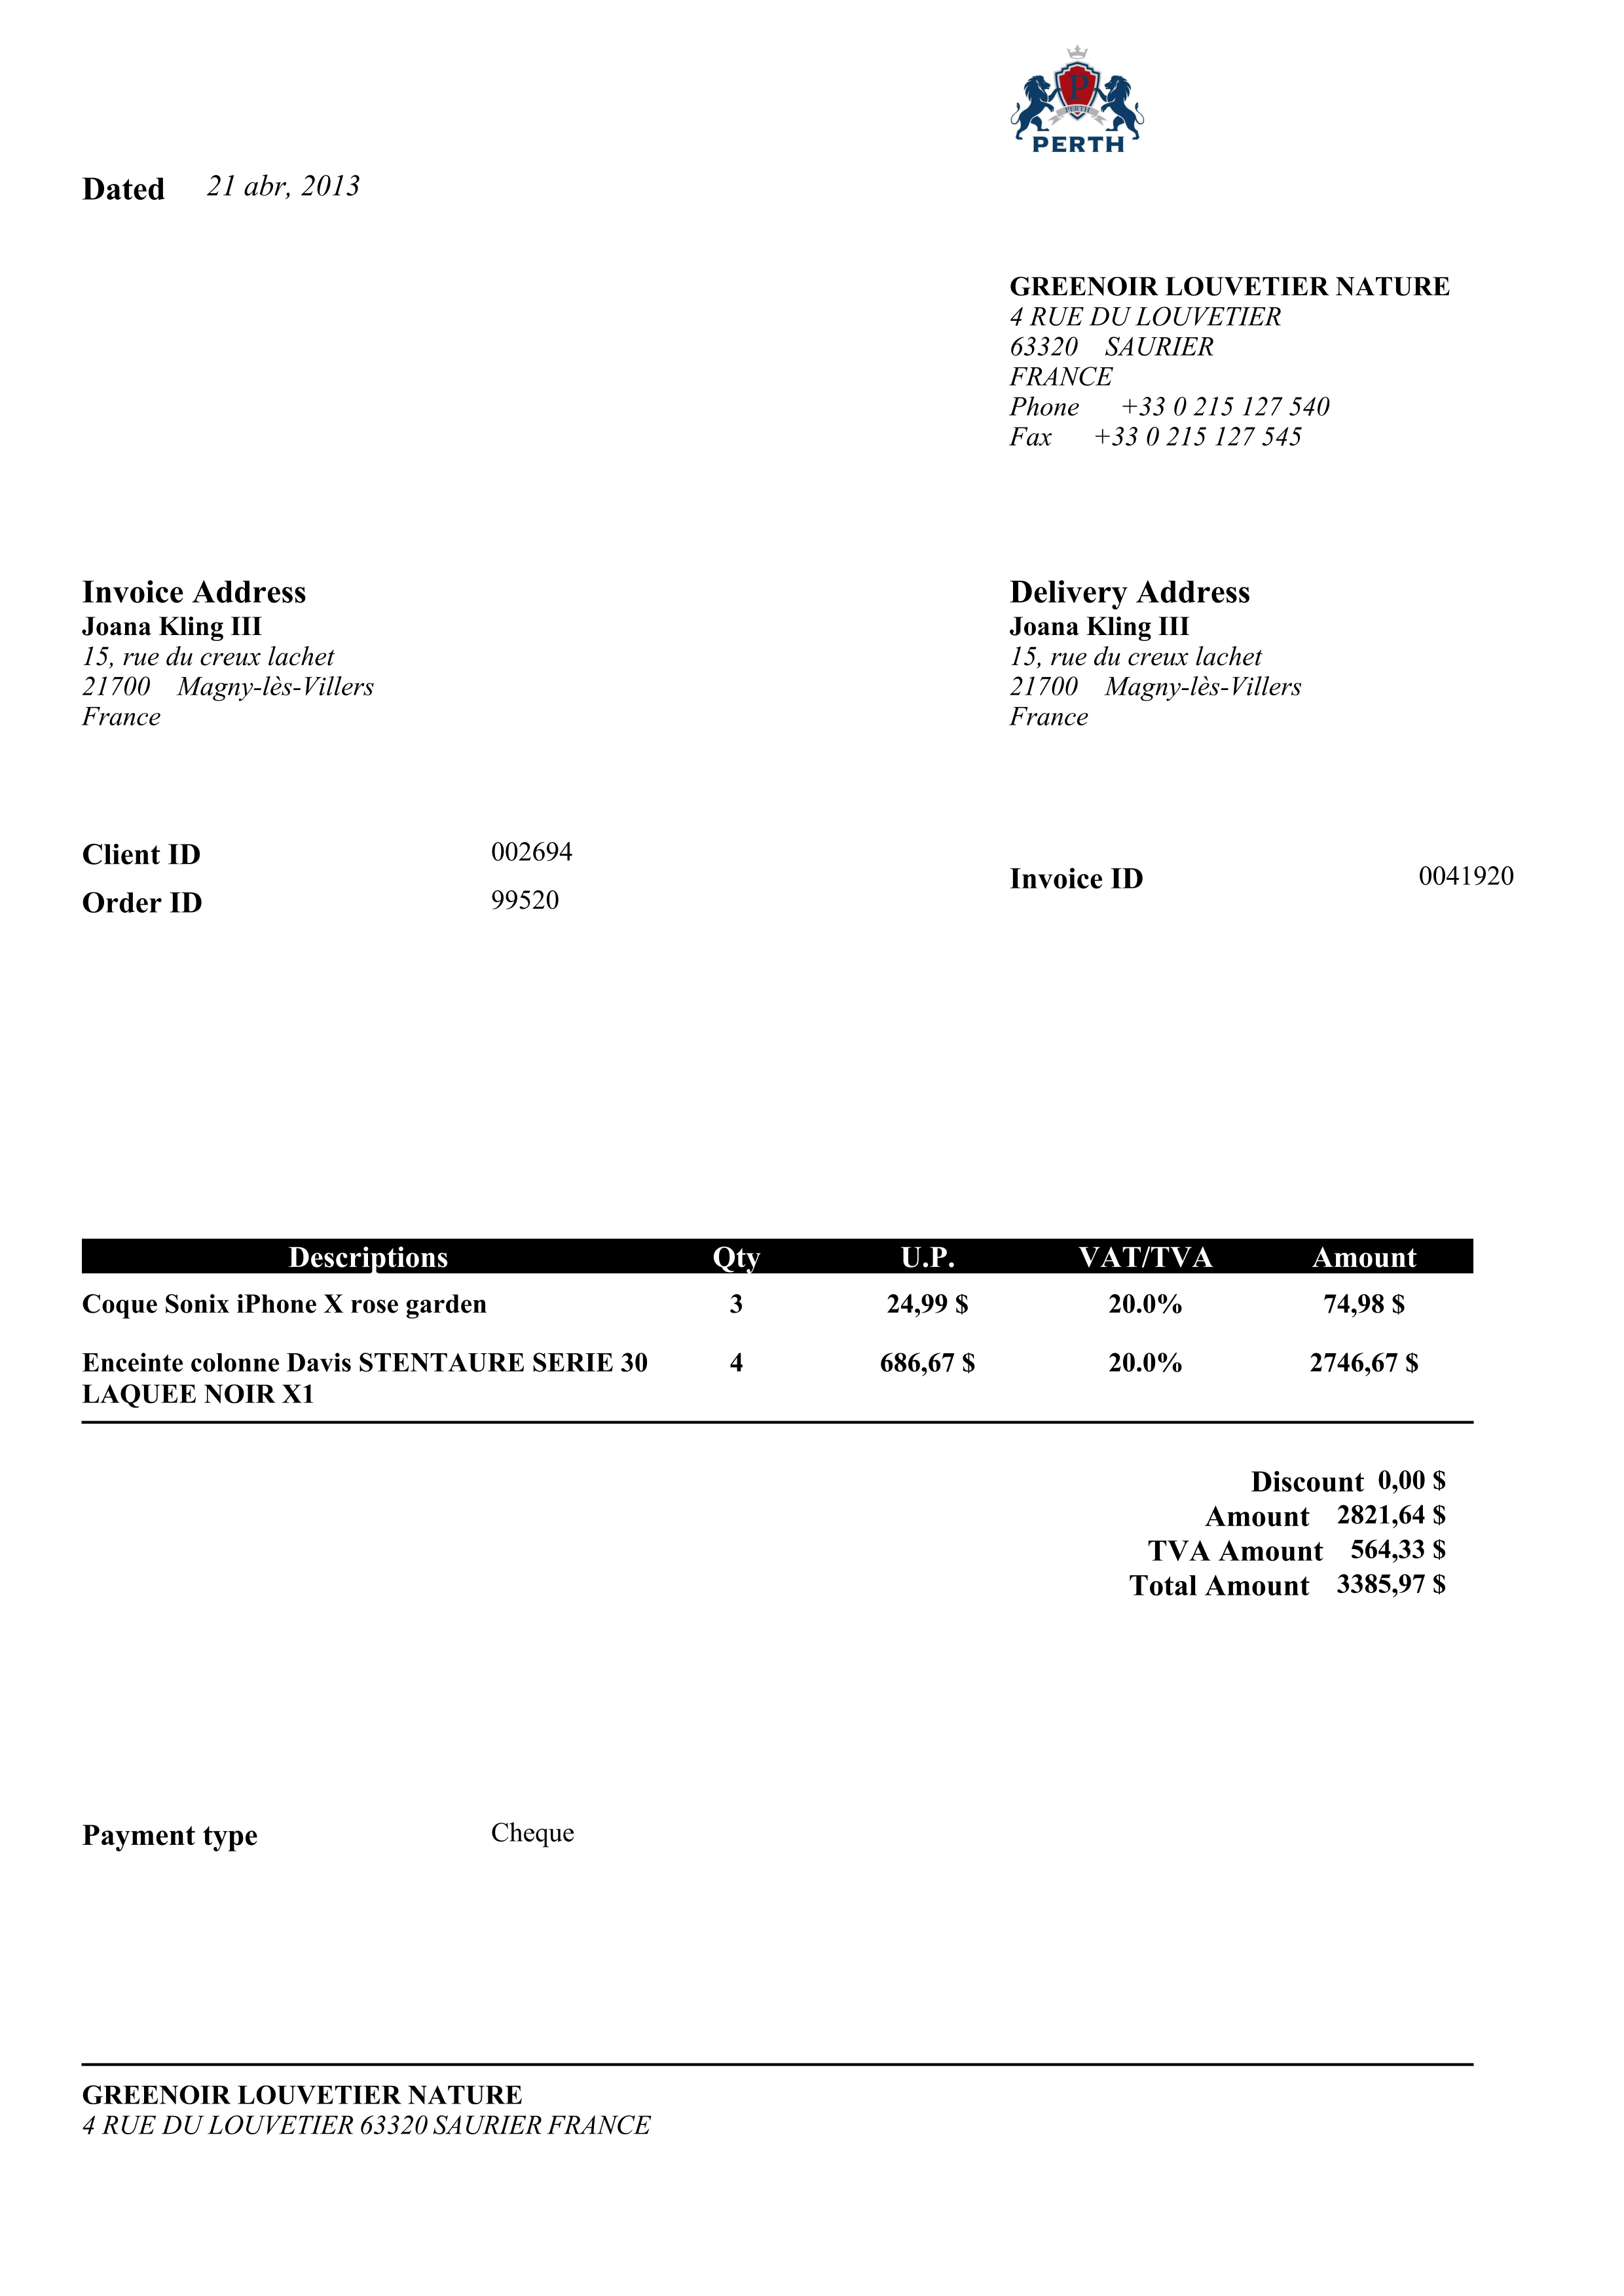 P
PERTH
PERTH
Dated 21 abr, 2013
GREENOIR LOUVETIER NATURE
4 RUE DU LOUVETIER
63320 SAURIER
FRANCE
Phone +33 0 215 127 540
Fax +33 0 215 127 545
Invoice Address
Joana Kling III
15, rue du creux lachet
21700 Magny-lès-Villers
France
Delivery Address
Joana Kling III
15, rue du creux lachet
21700 Magny-lès-Villers
France
Client ID 002694
Order ID 99520
Invoice ID 0041920
Descriptions Qty U.P. VAT/TVA Amount
Coque Sonix iPhone X rose garden 3 24,99 $ 20.0% 74,98 $
Enceinte colonne Davis STENTAURE SERIE 30 4 686,67 $ 20.0% 2746,67 $
LAQUEE NOIR X1
Discount 0,00 $
Amount 2821,64 $
TVA Amount 564,33 $
Total Amount 3385,97 $
Payment type Cheque
GREENOIR LOUVETIER NATURE
4 RUE DU LOUVETIER 63320 SAURIER FRANCE